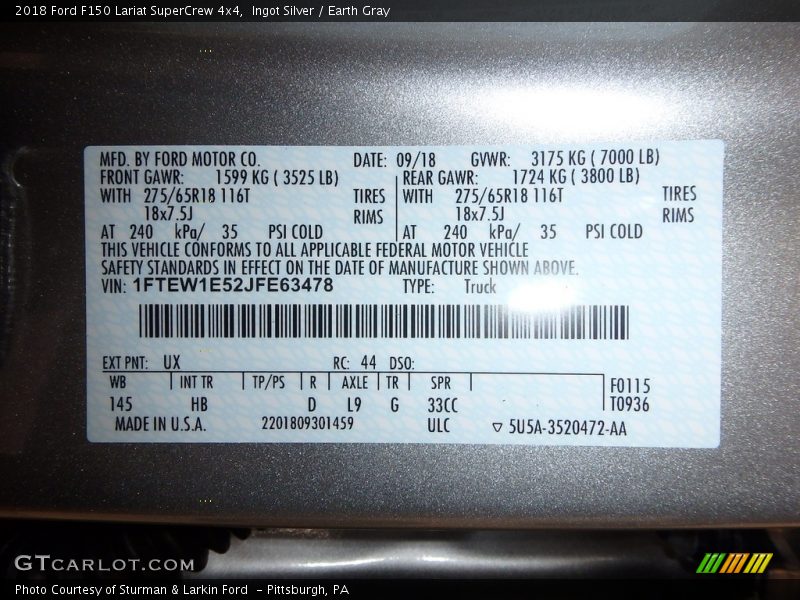 2018 Ford F150 Lariat SuperCrew 4x4, Ingot Silver / Earth Gray
MFD. BY FORD MOTOR CO. DATE: 09/18 GVWR: 3175 KG ( 7000 LB)
FRONT GAWR: 1599 KG ( 3525 LB) REAR GAWR: 1724 KG ( 3800 LB)
WITH 275/65R18 116T TIRES WITH 275/65R18 116T TIRES
18x7.5J RIMS 18x7.5J RIMS
AT 240 kPa/ 35 PSI COLD AT 240 kPa/ 35 PSI COLD
THIS VEHICLE CONFORMS TO ALL APPLICABLE FEDERAL MOTOR VEHICLE
SAFETY STANDARDS IN EFFECT ON THE DATE OF MANUFACTURE SHOWN ABOVE.
VIN: 1FTEW1E52JFE63478 TYPE: Truck
EXT PNT: UX RC: 44 DSO:
WB INT TR TP/PS R AXLE TR SPR F0115
145 HB D L9 G 33CC T0936
MADE IN U.S.A. 2201809301459 ULC ▽ 5U5A-3520472-AA
GTCARLOT.COM
Photo Courtesy of Sturman & Larkin Ford - Pittsburgh, PA